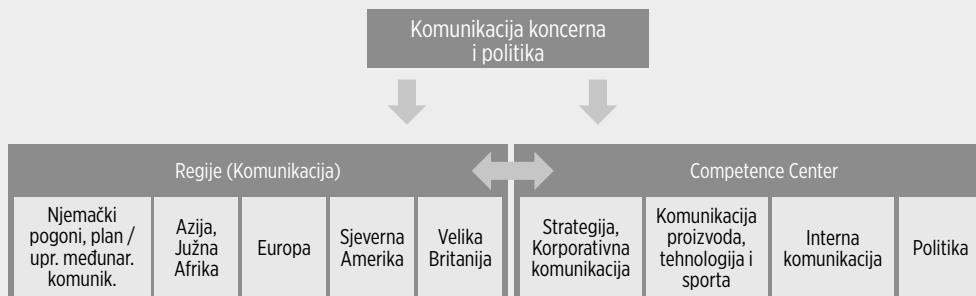 Komunikacija koncerna
i politika
Regije (Komunikacija)
Competence Center
Njemački
pogoni, plan /
upr. međunar.
komunik.
Azija,
Južna
Afrika
Europa
Sjeverna
Amerika
Velika
Britanija
Strategija,
Korporativna
komunikacija
Komunikacija
proizvoda,
tehnologija i
sporta
Interna
komunikacija
Politika